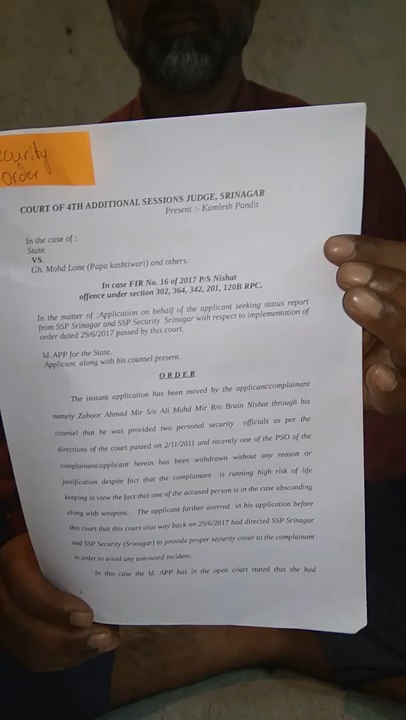 curity
order
COURT OF 4TH ADDITIONAL SESSIONS JUDGE, SRINAGAR
Present :- Kamlesh Pandit
In the case of :
State
VS.
Gh. Mohd Lone (Papa kashtiwari) and others.
In case FIR No. 16 of 2017 P/S Nishat
offence under section 302, 364, 342, 201, 120B RPC.
In the matter of :Application on behalf of the applicant seeking status report
from SSP Srinagar and SSP Security Srinagar with respect to implementation of
order dated 29/6/2017 passed by this court.
ld. APP for the State.
Applicant along with his counsel present.
O R D E R
The instant application has been moved by the applicant/complainant
namely Zahoor Ahmad Mir S/o Ali Mohd Mir R/o Brain Nishat through his
counsel that he was provided two personal security officials as per the
directions of the court passed on 2/11/2011 and recently one of the PSO of the
complainant/applicant herein has been withdrawn without any reason or
justification despite fact that the complainant is running high risk of life
keeping in view the fact that one of the accused person is in the case absconding
along with weapons. The applicant further averred in his application before
this court that this court also way back on 29/6/2017 had directed SSP Srinagar
and SSP Security (Srinagar) to provide proper security cover to the complainant
in order to avoid any untoward incident.
In this case the ld. APP has in the open court stated that she had